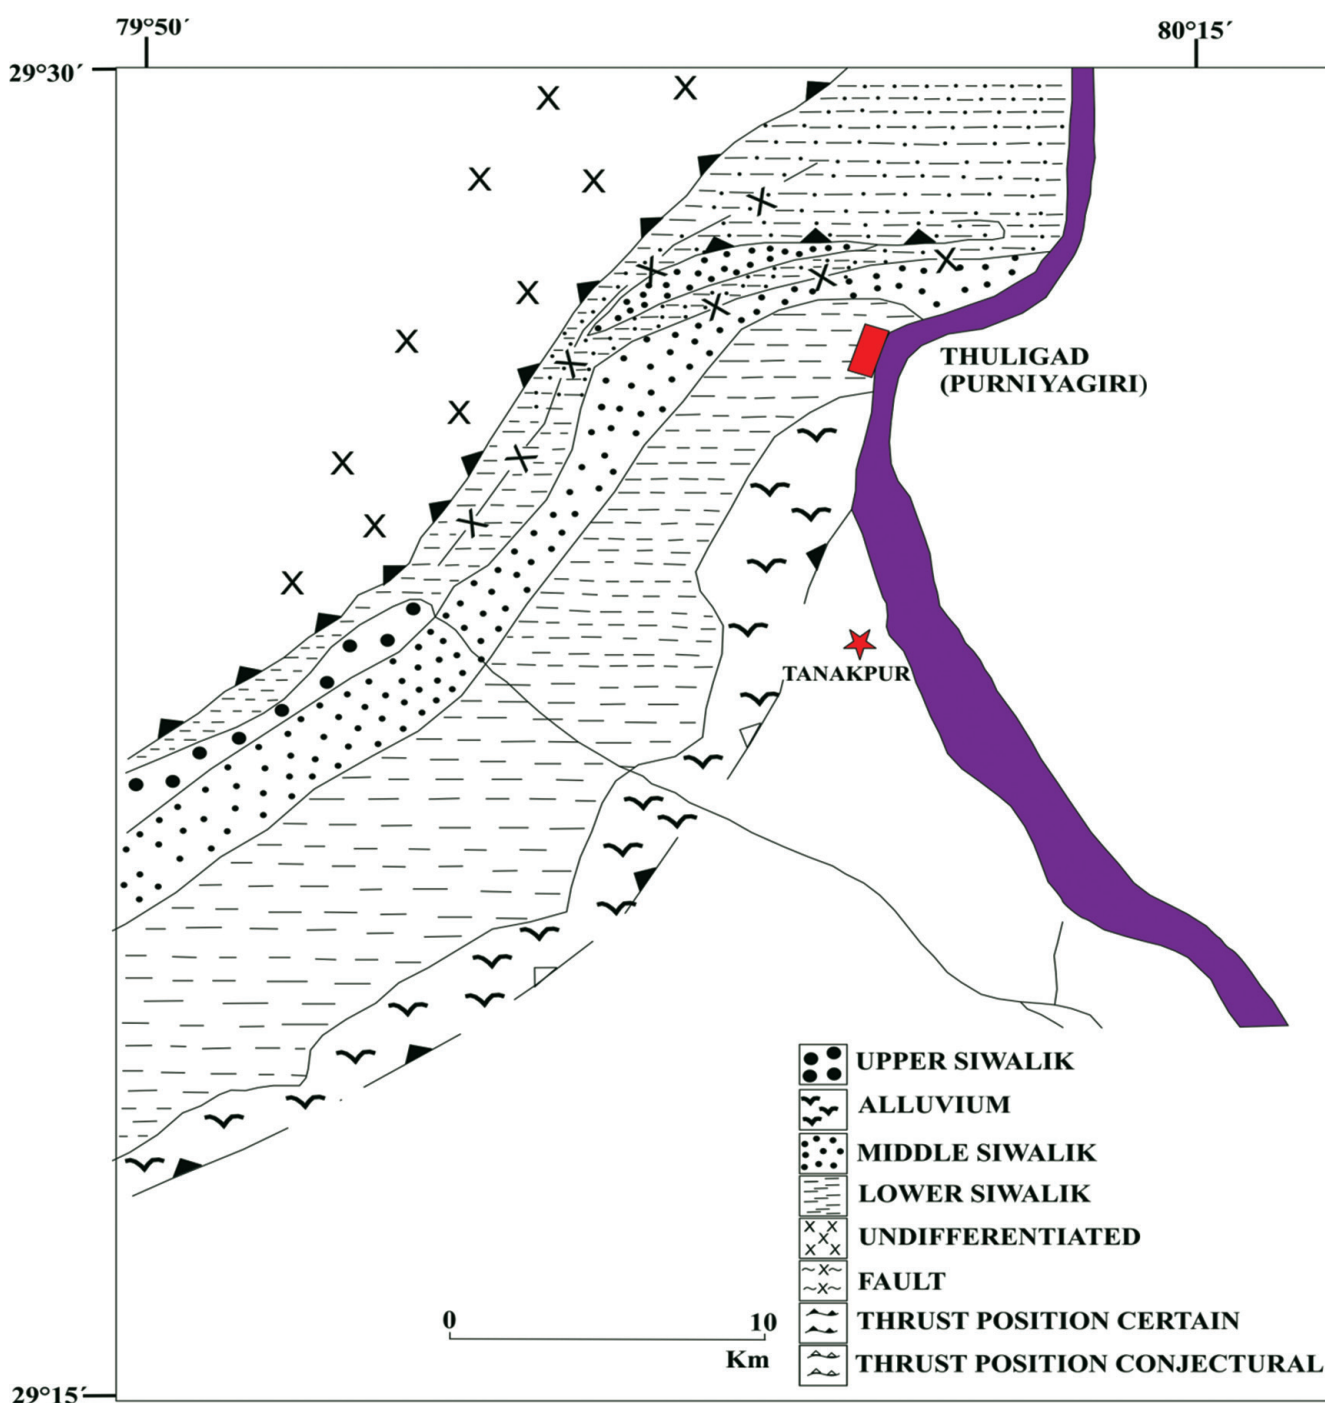 79°50´
80°15´
29°30´
THULIGAD
(PURNIYAGIRI)
TANAKPUR
UPPER SIWALIK
ALLUVIUM
MIDDLE SIWALIK
LOWER SIWALIK
UNDIFFERENTIATED
FAULT
THRUST POSITION CERTAIN
THRUST POSITION CONJECTURAL
0 10
Km
29°15´